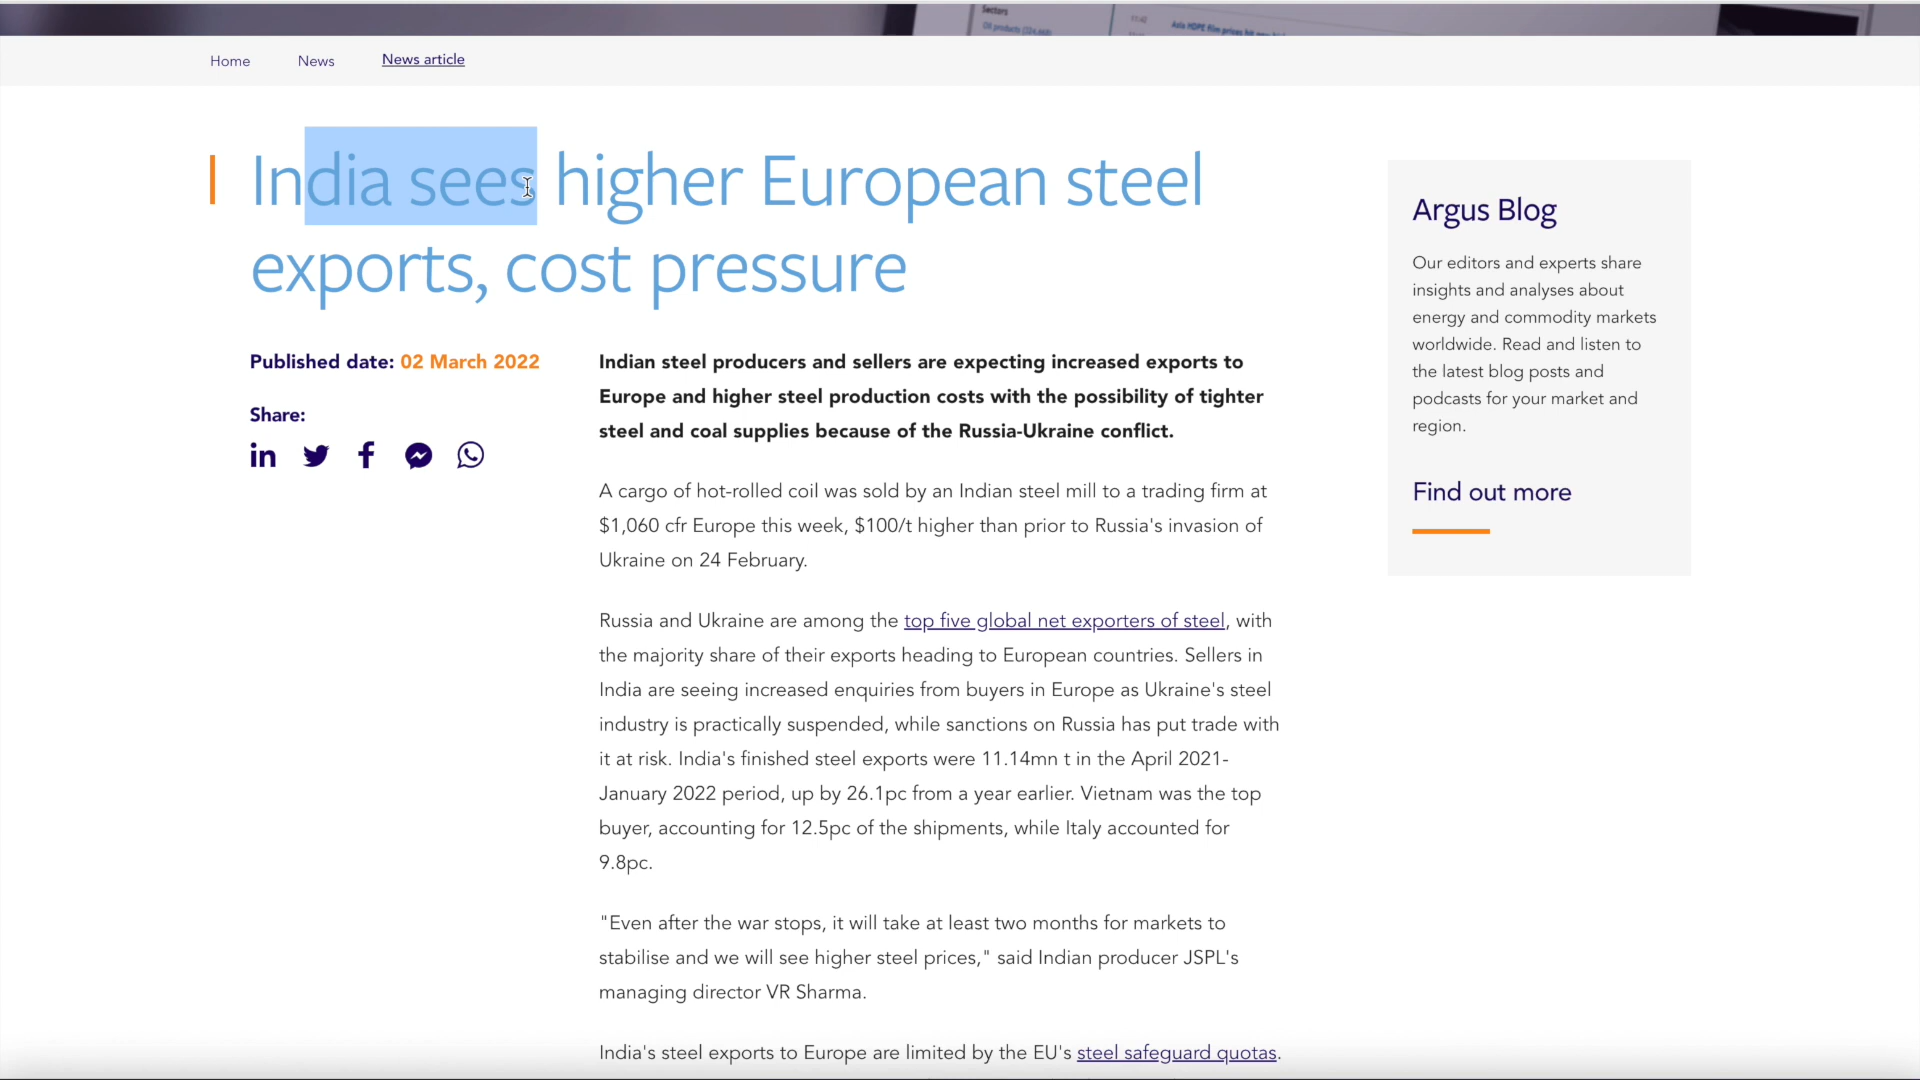 Sectors
Oil products (324,668)
11:42
Asia HDPE film prices hit
Home News News article
India sees higher European steel
exports, cost pressure
Published date: 02 March 2022
Share:
Indian steel producers and sellers are expecting increased exports to
Europe and higher steel production costs with the possibility of tighter
steel and coal supplies because of the Russia-Ukraine conflict.
A cargo of hot-rolled coil was sold by an Indian steel mill to a trading firm at
$1,060 cfr Europe this week, $100/t higher than prior to Russia's invasion of
Ukraine on 24 February.
Russia and Ukraine are among the top five global net exporters of steel, with
the majority share of their exports heading to European countries. Sellers in
India are seeing increased enquiries from buyers in Europe as Ukraine's steel
industry is practically suspended, while sanctions on Russia has put trade with
it at risk. India's finished steel exports were 11.14mn t in the April 2021-
January 2022 period, up by 26.1pc from a year earlier. Vietnam was the top
buyer, accounting for 12.5pc of the shipments, while Italy accounted for
9.8pc.
"Even after the war stops, it will take at least two months for markets to
stabilise and we will see higher steel prices," said Indian producer JSPL's
managing director VR Sharma.
India's steel exports to Europe are limited by the EU's steel safeguard quotas.
Argus Blog
Our editors and experts share
insights and analyses about
energy and commodity markets
worldwide. Read and listen to
the latest blog posts and
podcasts for your market and
region.
Find out more